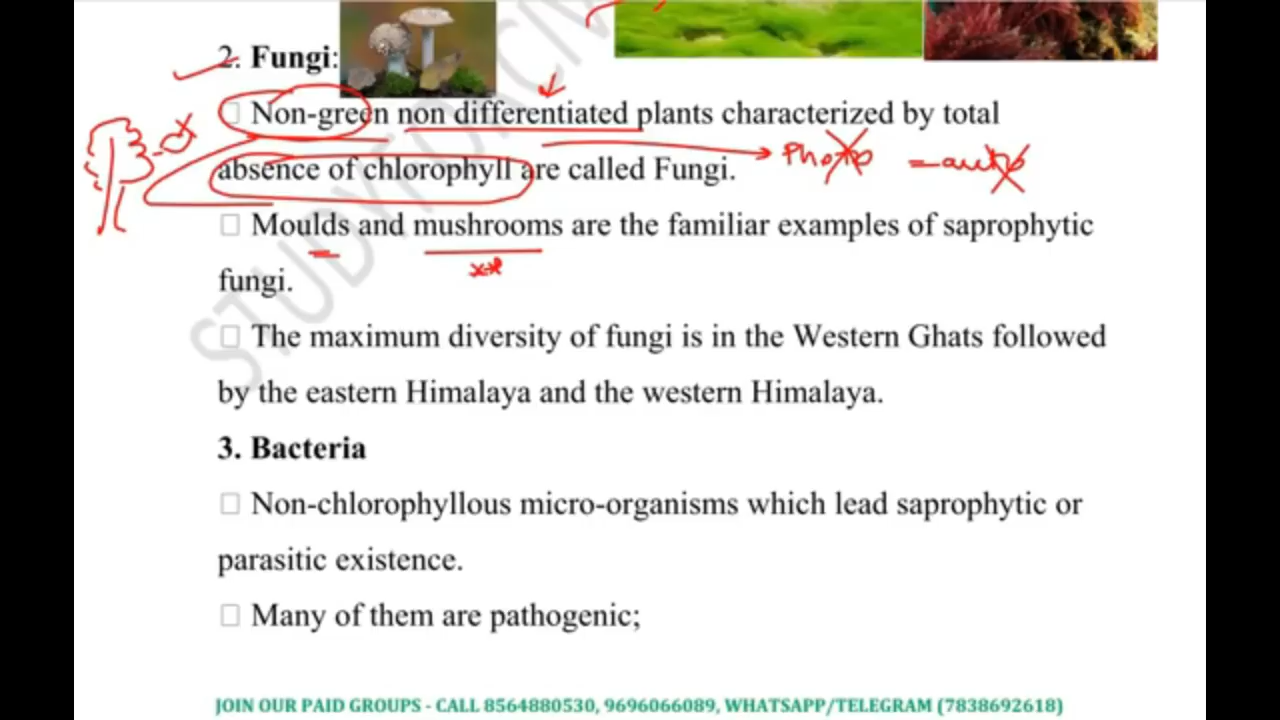 2. Fungi:
□ Non-green non differentiated plants characterized by total
absence of chlorophyll are called Fungi.
Photo
- auto
□ Moulds and mushrooms are the familiar examples of saprophytic
fungi.
□ The maximum diversity of fungi is in the Western Ghats followed
by the eastern Himalaya and the western Himalaya.
3. Bacteria
□ Non-chlorophyllous micro-organisms which lead saprophytic or
parasitic existence.
□ Many of them are pathogenic;
JOIN OUR PAID GROUPS - CALL 8564880530, 9696066089, WHATSAPP/TELEGRAM (7838692618)